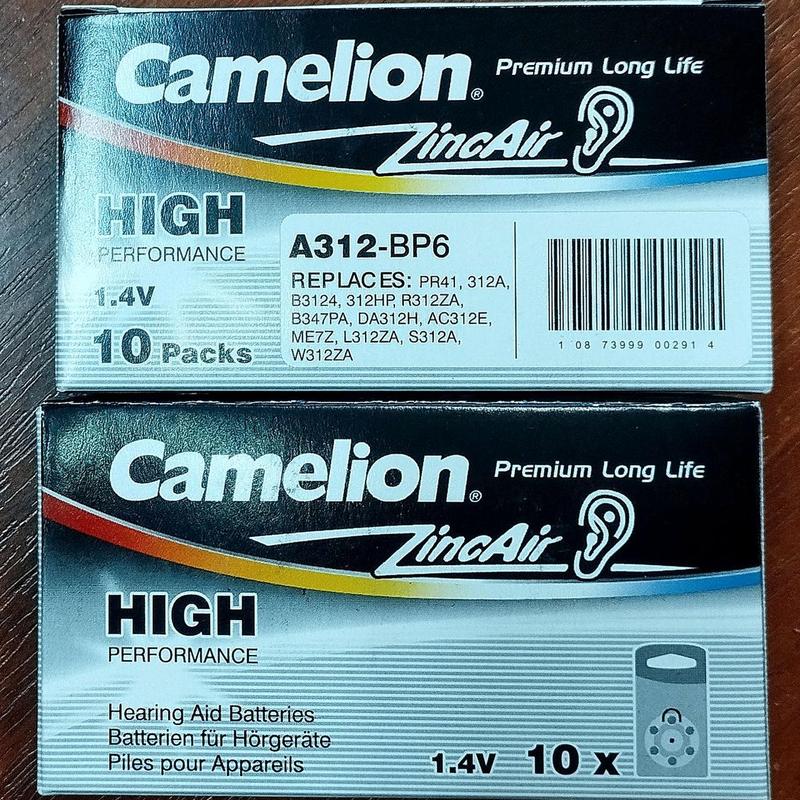 Camelion® Premium Long Life
ZincAir
HIGH
PERFORMANCE
1.4V
10 Packs
A312-BP6
REPLACES: PR41, 312A,
B3124, 312HP, R312ZA,
B347PA, DA312H, AC312E,
ME7Z, L312ZA, S312A,
W312ZA
1 08 73999 00291 4
Camelion® Premium Long Life
ZincAir
HIGH
PERFORMANCE
Hearing Aid Batteries
Batterien für Hörgeräte
Piles pour Appareils
1.4V 10 x